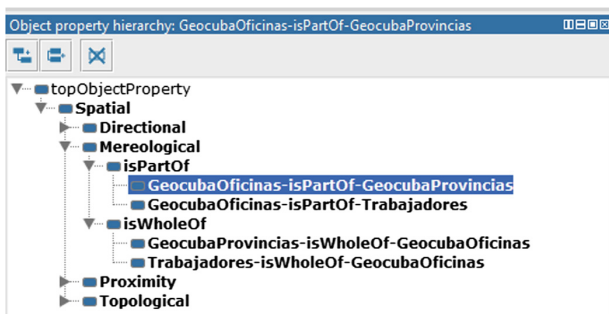 Object property hierarchy: GeocubaOficinas-isPartOf-GeocubaProvincias
topObjectProperty
Spatial
Directional
Mereological
isPartOf
GeocubaOficinas-isPartOf-GeocubaProvincias
GeocubaOficinas-isPartOf-Trabajadores
isWholeOf
GeocubaProvincias-isWholeOf-GeocubaOficinas
Trabajadores-isWholeOf-GeocubaOficinas
Proximity
Topological